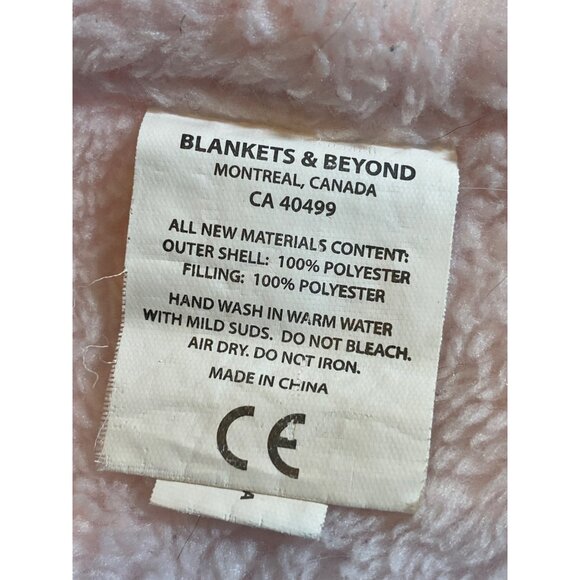 BLANKETS & BEYOND
MONTREAL, CANADA
CA 40499
ALL NEW MATERIALS CONTENT:
OUTER SHELL: 100% POLYESTER
FILLING: 100% POLYESTER
HAND WASH IN WARM WATER
WITH MILD SUDS. DO NOT BLEACH.
AIR DRY. DO NOT IRON.
MADE IN CHINA
CE